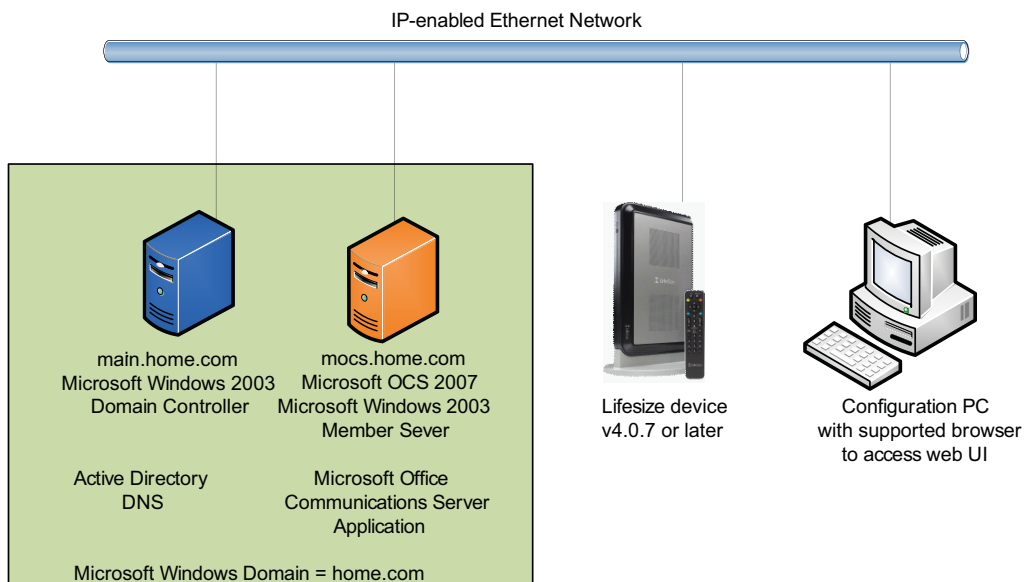 IP-enabled Ethernet Network
main.home.com
Microsoft Windows 2003
Domain Controller
Active Directory
DNS
mocs.home.com
Microsoft OCS 2007
Microsoft Windows 2003
Member Sever
Microsoft Office
Communications Server
Application
Microsoft Windows Domain = home.com
Lifesize device
v4.0.7 or later
Configuration PC
with supported browser
to access web UI